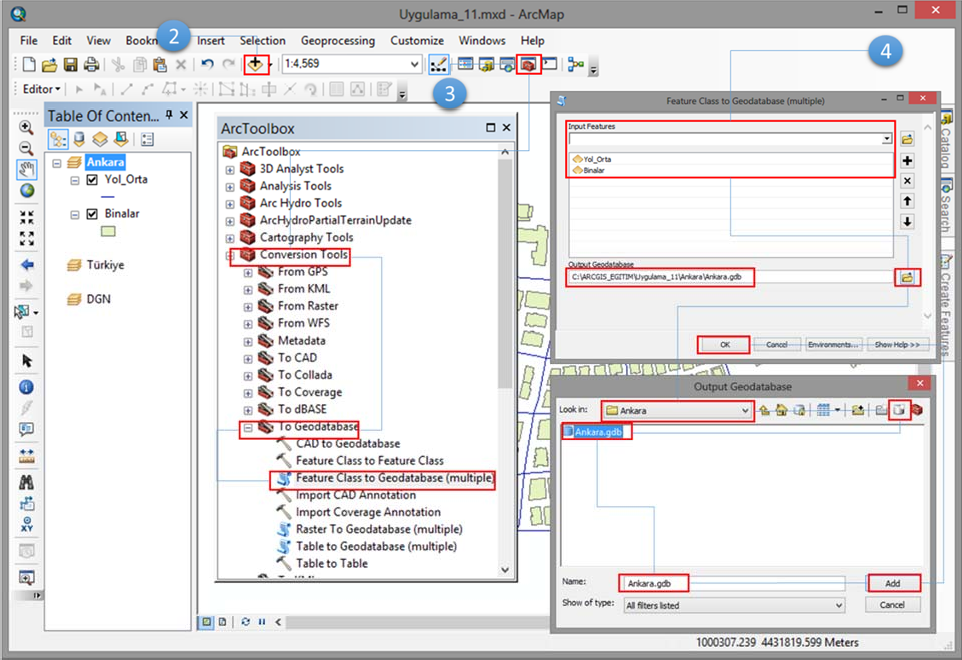 Uygulama_11.mxd - ArcMap
File Edit View Bookm Insert Selection Geoprocessing Customize Windows Help
2
1:4,569
Editor
3
4
Table Of Conten...
Ankara
Yol_Orta
Binalar
Türkiye
DGN
ArcToolbox
ArcToolbox
3D Analyst Tools
Analysis Tools
Arc Hydro Tools
ArcHydroPartialTerrainUpdate
Cartography Tools
Conversion Tools
From GPS
From KML
From Raster
From WFS
Metadata
To CAD
To Collada
To Coverage
To dBASE
To Geodatabase
CAD to Geodatabase
Feature Class to Feature Class
Feature Class to Geodatabase (multiple)
Import CAD Annotation
Import Coverage Annotation
Raster To Geodatabase (multiple)
Table to Geodatabase (multiple)
Table to Table
Feature Class to Geodatabase (multiple)
Input Features
Yol_Orta
Binalar
Output Geodatabase
C:\ARCGIS_EGITIM\Uygulama_11\Ankara\Ankara.gdb
OK Cancel Environments... Show Help >>
Catalog
Search
Create Features
Output Geodatabase
Look in: Ankara
Ankara.gdb
Name: Ankara.gdb Add
Show of type: All filters listed Cancel
1000307.239 4431819.599 Meters